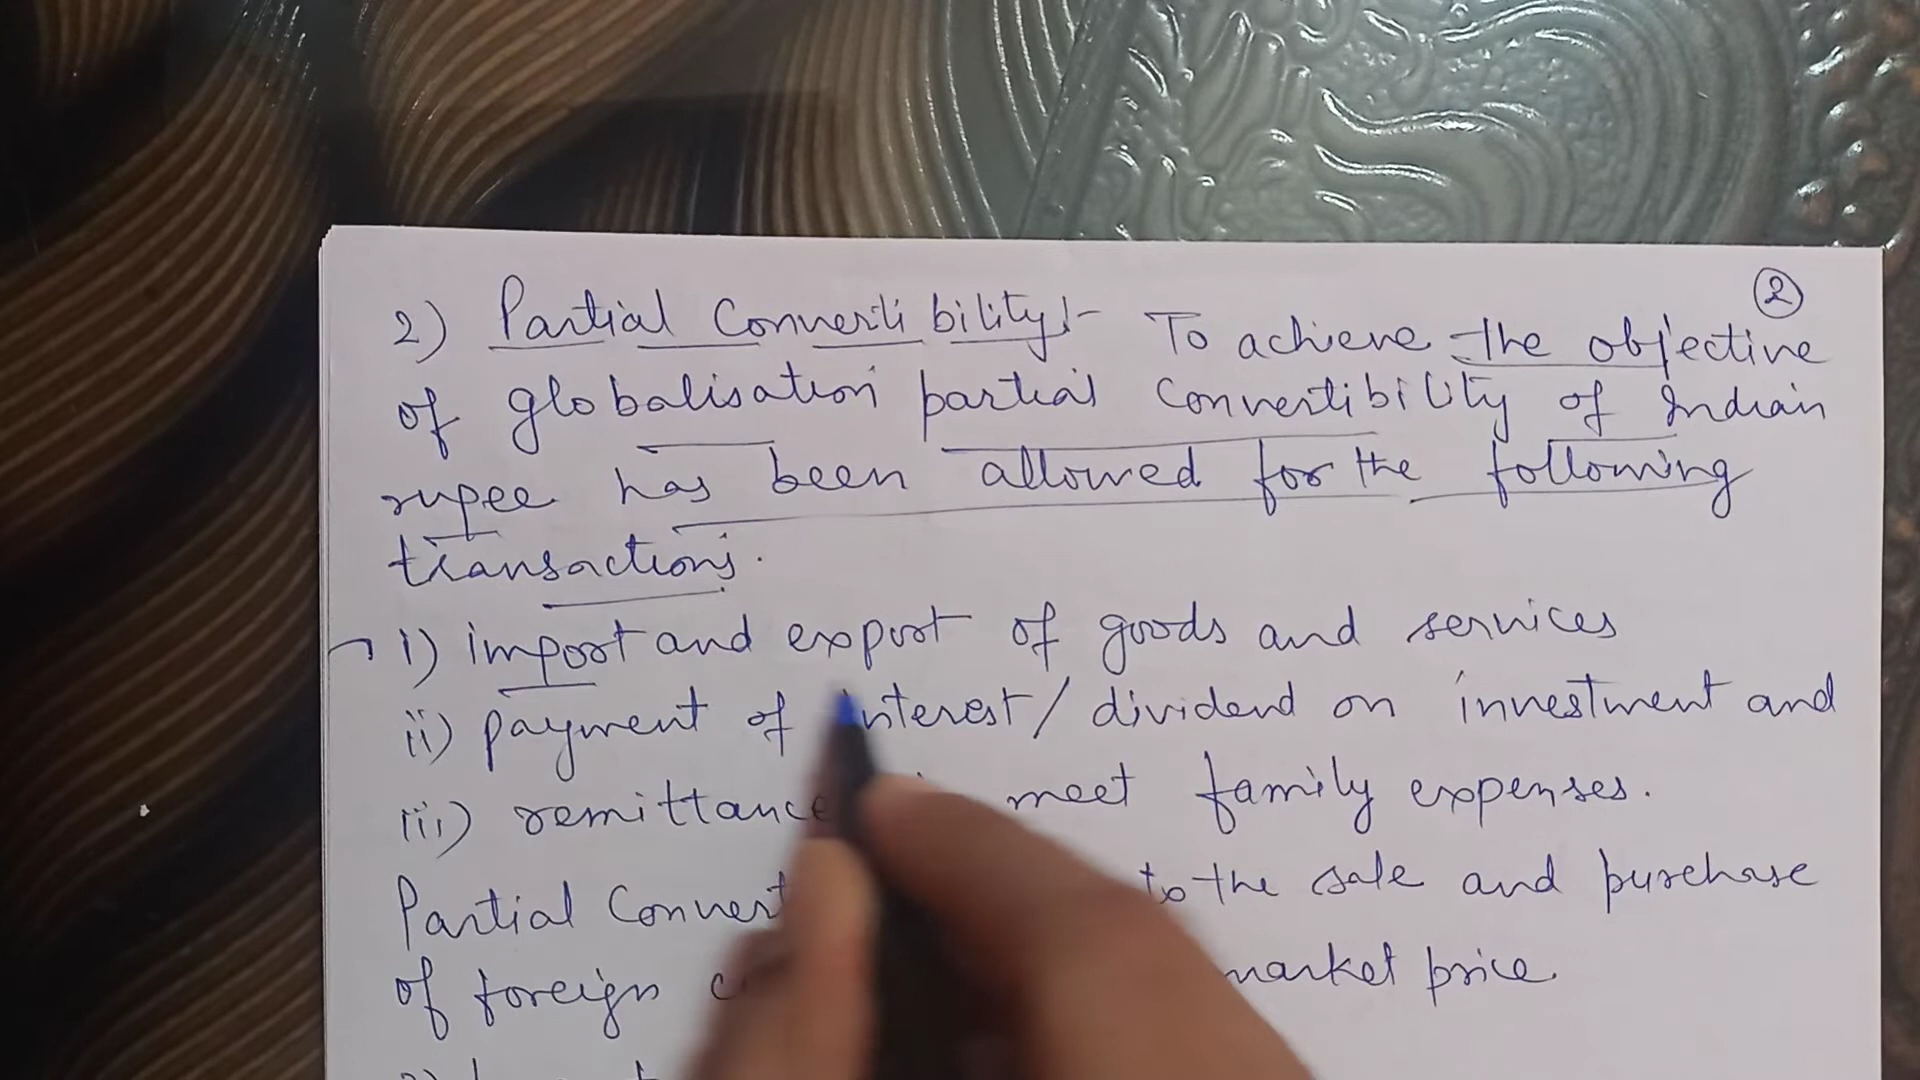 2
2) Partial Convertibility:- To achieve the objective
of globalisation partial convertibility of Indian
rupee has been allowed for the following
transactions.
i) import and export of goods and services
ii) payment of interest/dividend on investment and
iii) remittance meet family expenses.
Partial to the sale and purchase
of foreign market price